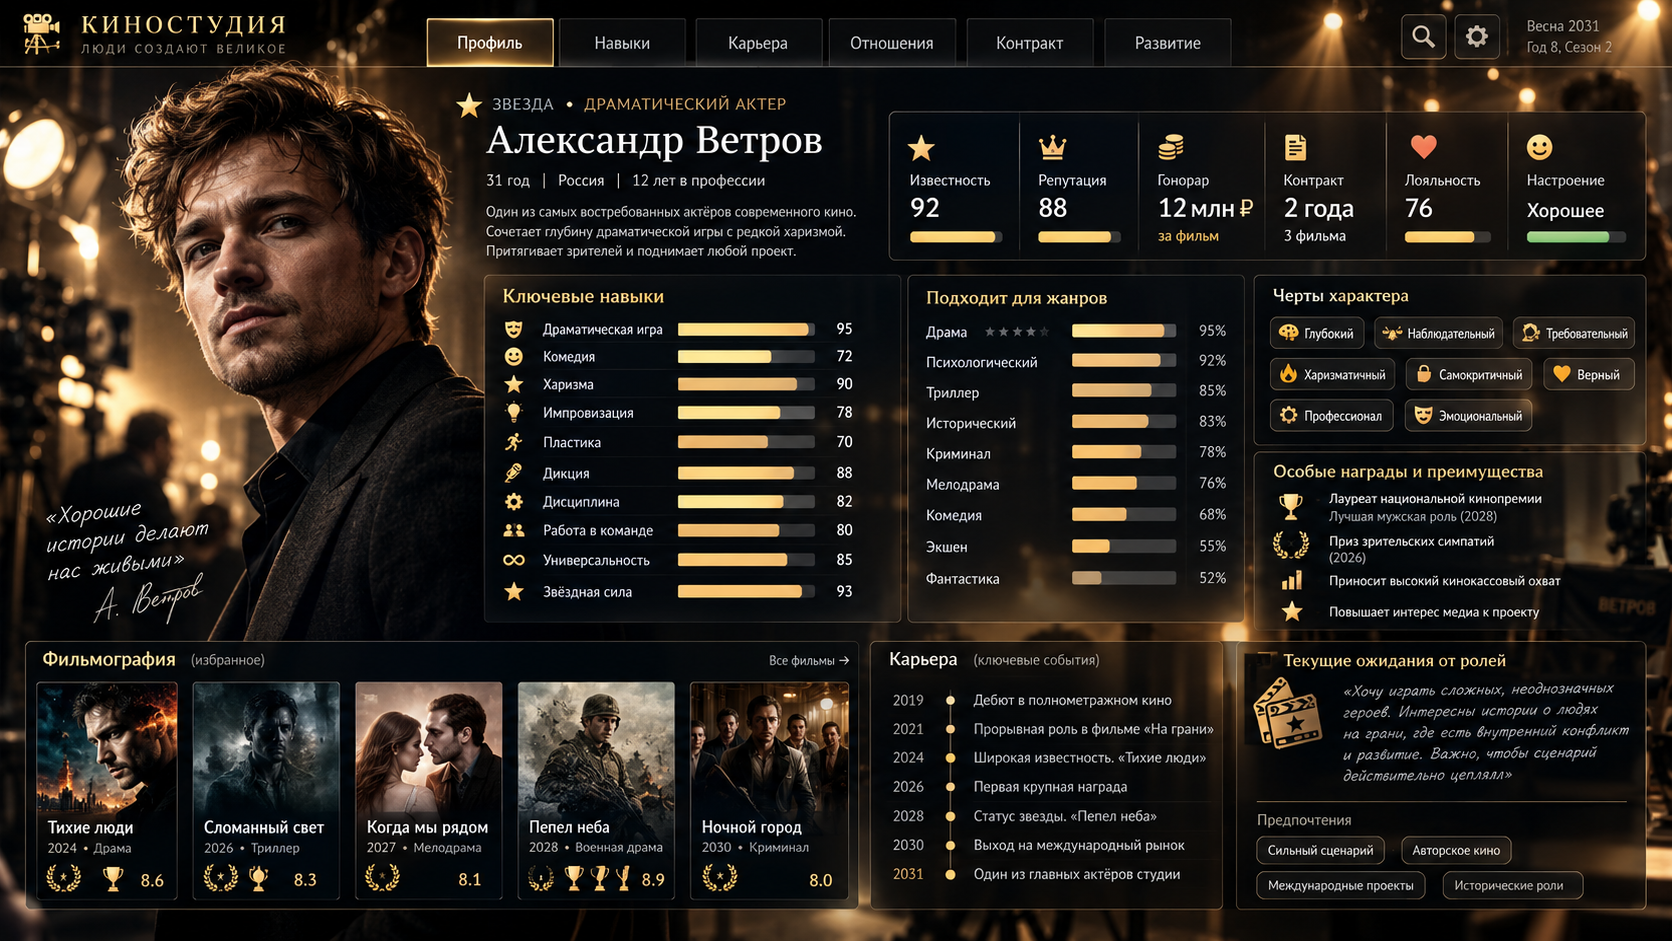 КИНОСТУДИЯ
ЛЮДИ СОЗДАЮТ ВЕЛИКОЕ
Профиль
Навыки
Карьера
Отношения
Контракт
Развитие
Весна 2031
Год 8, Сезон 2
ЗВЕЗДА • ДРАМАТИЧЕСКИЙ АКТЕР
Александр Ветров
31 год | Россия | 12 лет в профессии
Один из самых востребованных актёров современного кино.
Сочетает глубину драматической игры с редкой харизмой.
Притягивает зрителей и поднимает любой проект.
Известность
92
Репутация
88
Гонорар
12 млн ₽
за фильм
Контракт
2 года
3 фильма
Лояльность
76
Настроение
Хорошее
«Хорошие
истории делают
нас живыми»
А. Ветров
Ключевые навыки
Драматическая игра 95
Комедия 72
Харизма 90
Импровизация 78
Пластика 70
Дикция 88
Дисциплина 82
Работа в команде 80
Универсальность 85
Звёздная сила 93
Подходит для жанров
Драма 95%
Психологический 92%
Триллер 85%
Исторический 83%
Криминал 78%
Мелодрама 76%
Комедия 68%
Экшен 55%
Фантастика 52%
Черты характера
Глубокий
Наблюдательный
Требовательный
Харизматичный
Самокритичный
Верный
Профессионал
Эмоциональный
Особые награды и преимущества
Лауреат национальной кинопремии
Лучшая мужская роль (2028)
Приз зрительских симпатий
(2026)
Приносит высокий кинокассовый охват
Повышает интерес медиа к проекту
ВЕТРОВ
Фильмография (избранное)
Все фильмы →
Тихие люди
2024 • Драма
8.6
Сломанный свет
2026 • Триллер
8.3
Когда мы рядом
2027 • Мелодрама
8.1
Пепел неба
2028 • Военная драма
8.9
Ночной город
2030 • Криминал
8.0
Карьера (ключевые события)
2019 Дебют в полнометражном кино
2021 Прорывная роль в фильме «На грани»
2024 Широкая известность. «Тихие люди»
2026 Первая крупная награда
2028 Статус звезды. «Пепел неба»
2030 Выход на международный рынок
2031 Один из главных актёров студии
Текущие ожидания от ролей
«Хочу играть сложных, неоднозначных
героев. Интересны истории о людях
на грани, где есть внутренний конфликт
и развитие. Важно, чтобы сценарий
действительно цеплялл»
Предпочтения
Сильный сценарий
Авторское кино
Международные проекты
Исторические роли